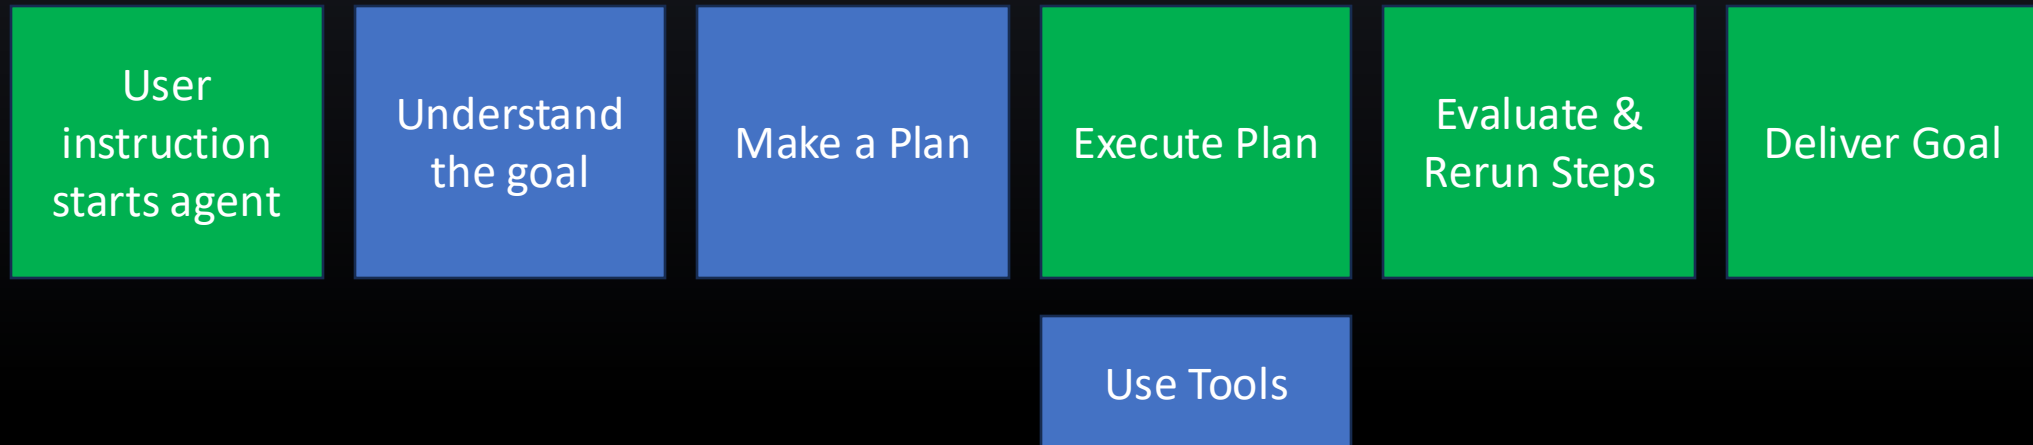 User
instruction
starts agent
Understand
the goal
Make a Plan
Execute Plan
Evaluate &
Rerun Steps
Deliver Goal
Use Tools